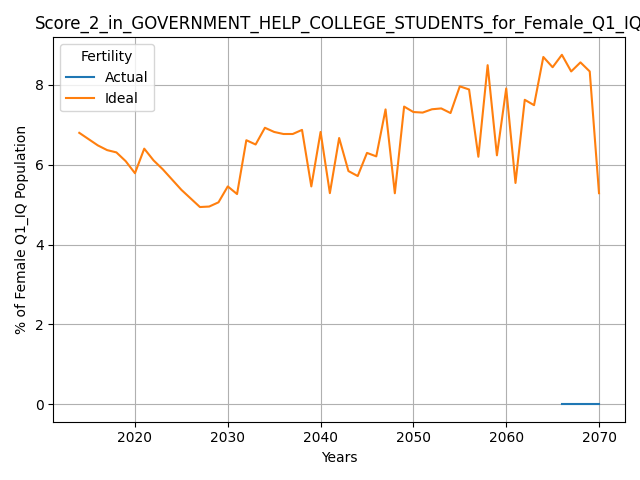 Score_2_in_GOVERNMENT_HELP_COLLEGE_STUDENTS_for_Female_Q1_IQ
Fertility
Actual
Ideal
8
6
4
2
0
% of Female Q1_IQ Population
2020 2030 2040 2050 2060 2070
Years